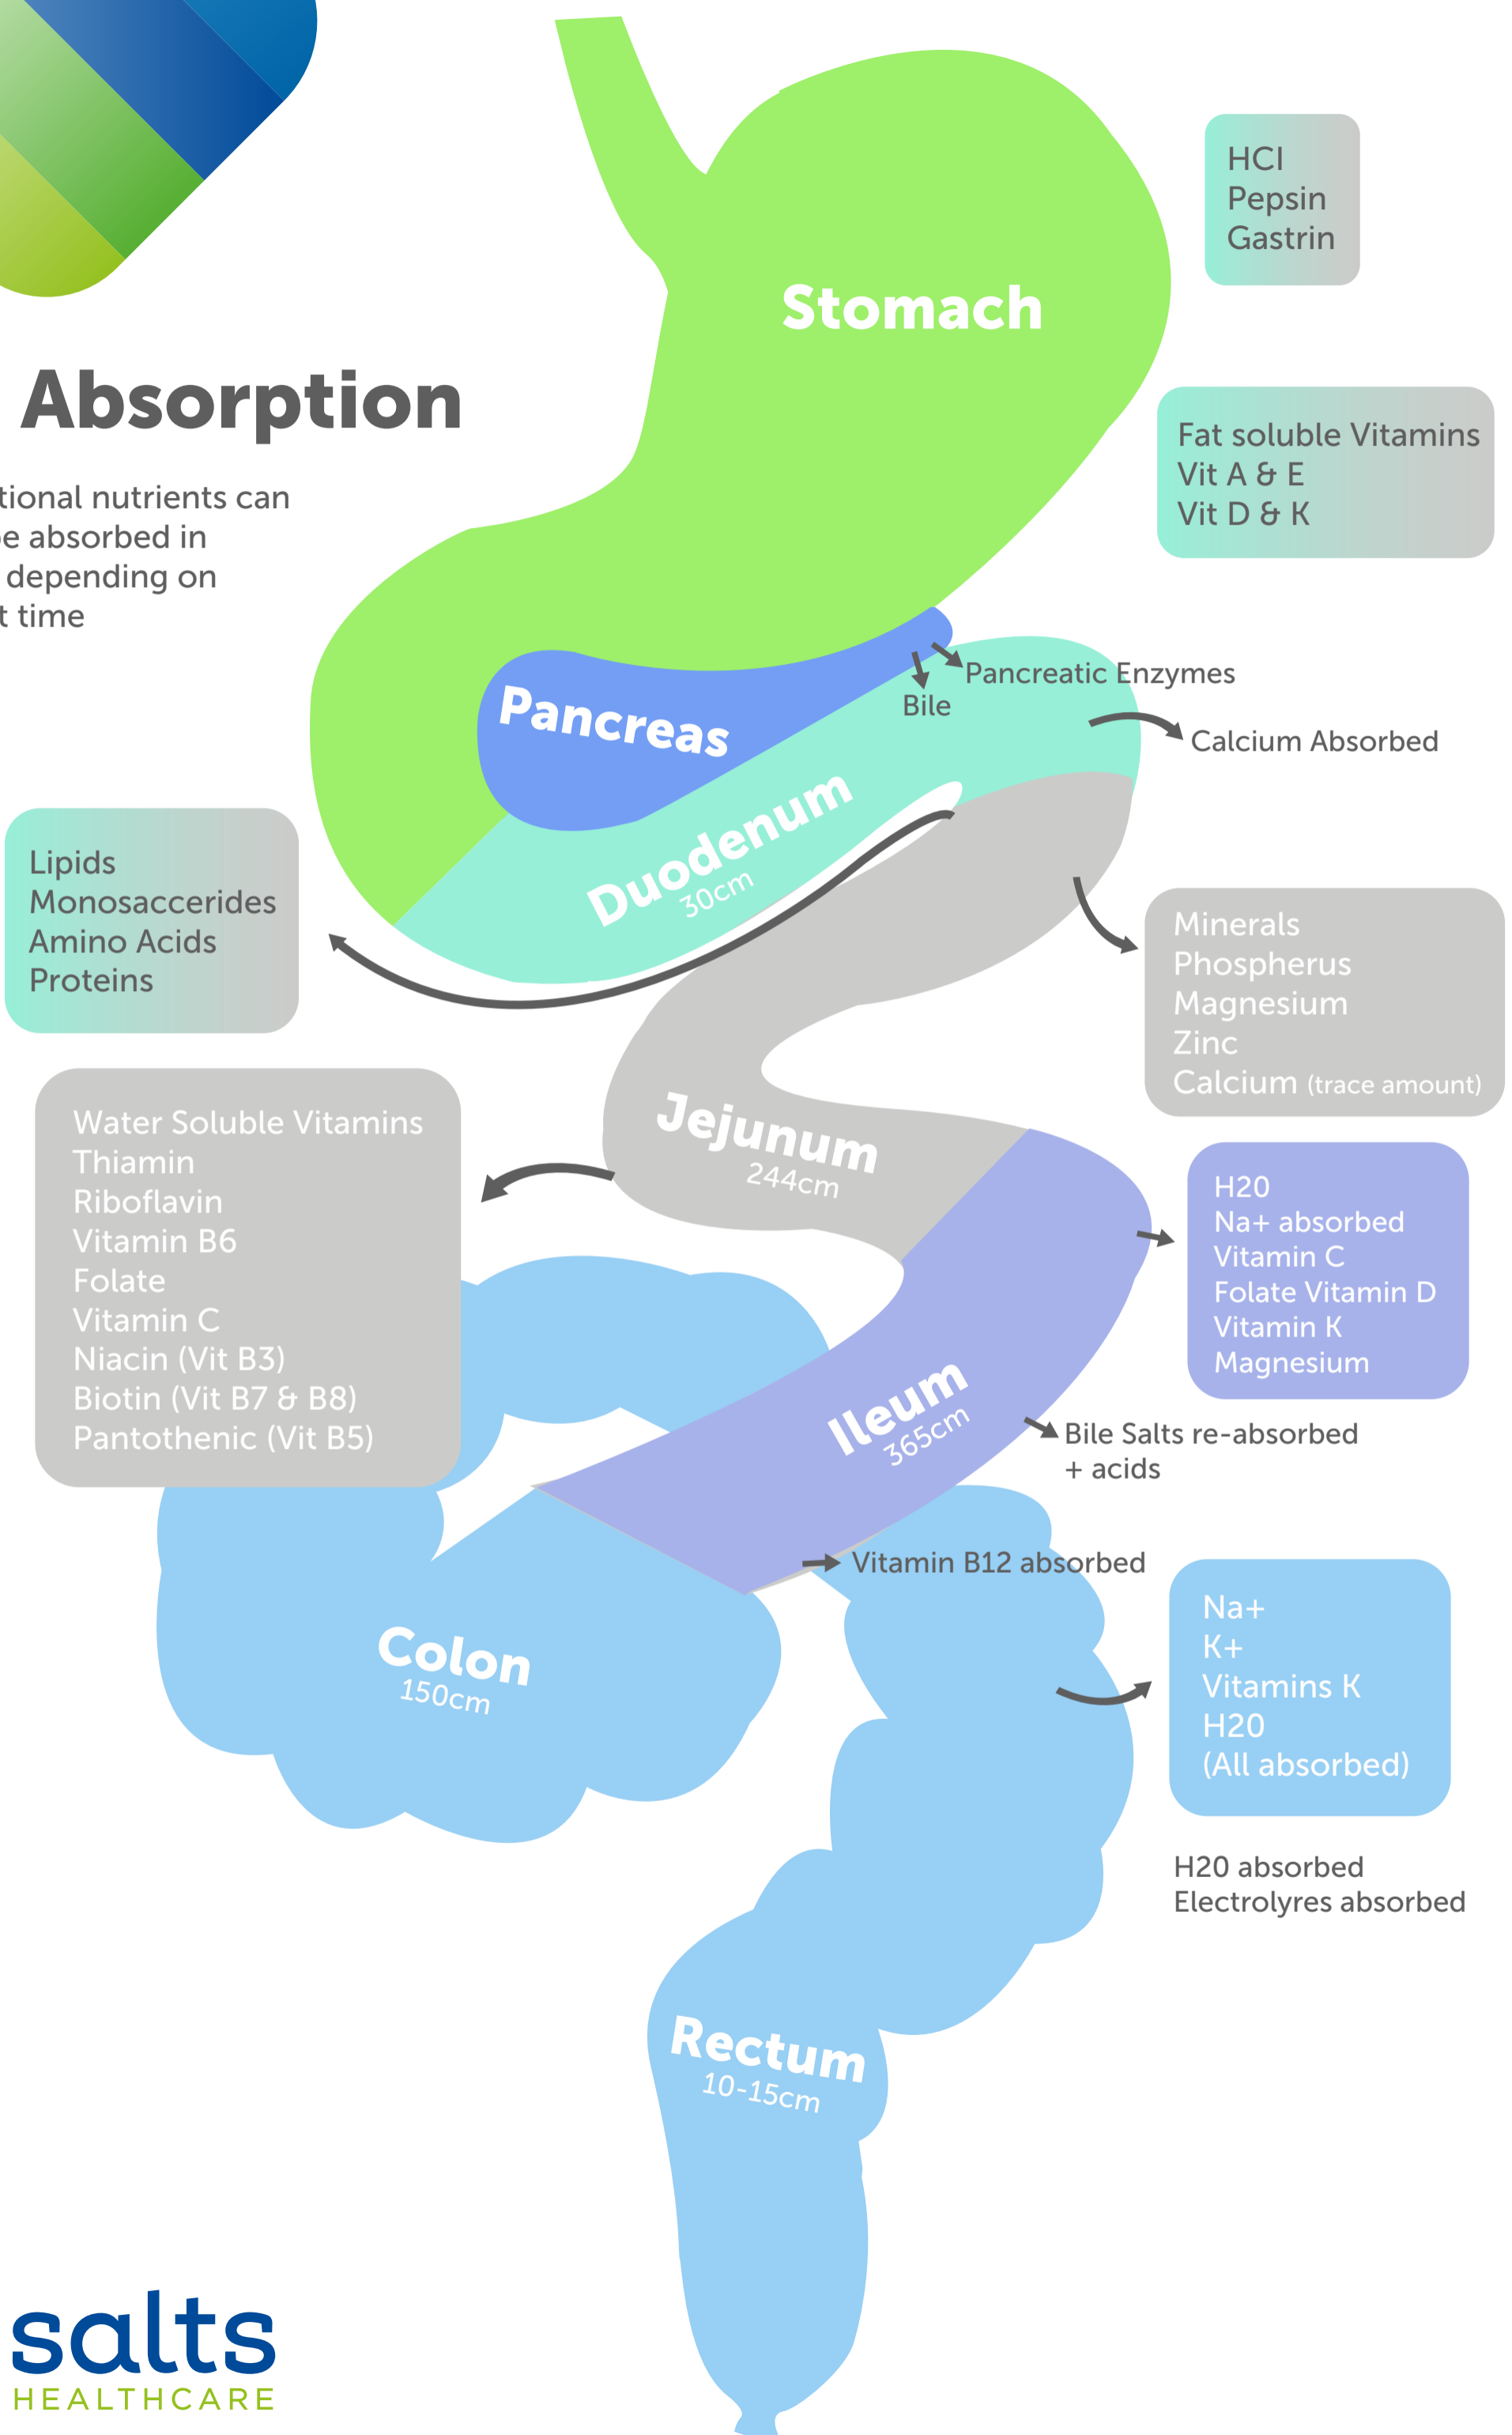 Stomach
HCl
Pepsin
Gastrin
Absorption
Fat soluble Vitamins
Vit A & E
Vit D & K
tional nutrients can
e absorbed in
depending on
t time
Pancreas
Pancreatic Enzymes
Bile
Calcium Absorbed
Duodenum
30cm
Lipids
Monosaccerides
Amino Acids
Proteins
Minerals
Phospherus
Magnesium
Zinc
Calcium (trace amount)
Jejunum
244cm
Water Soluble Vitamins
Thiamin
Riboflavin
Vitamin B6
Folate
Vitamin C
Niacin (Vit B3)
Biotin (Vit B7 & B8)
Pantothenic (Vit B5)
H20
Na+ absorbed
Vitamin C
Folate Vitamin D
Vitamin K
Magnesium
Ileum
365cm
Bile Salts re-absorbed
+ acids
Vitamin B12 absorbed
Colon
150cm
Na+
K+
Vitamins K
H20
(All absorbed)
H20 absorbed
Electrolyres absorbed
Rectum
10-15cm
salts
HEALTHCARE